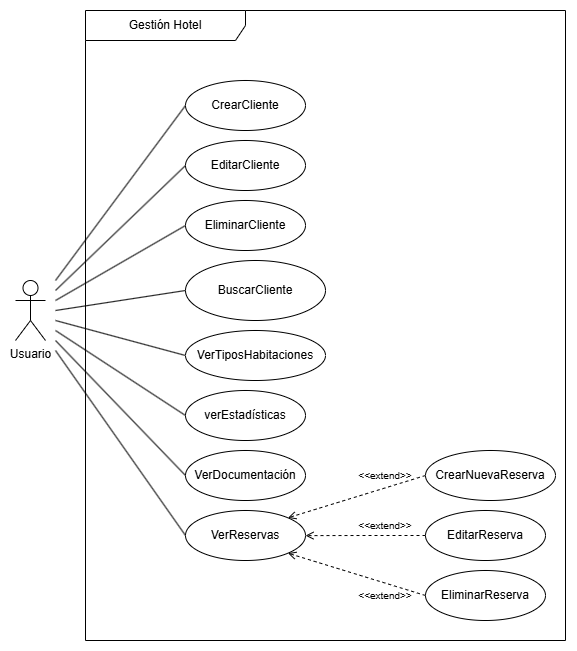 Gestión Hotel
CrearCliente
EditarCliente
EliminarCliente
BuscarCliente
Usuario
VerTiposHabitaciones
verEstadísticas
VerDocumentación
<<extend>>
CrearNuevaReserva
VerReservas
<<extend>>
EditarReserva
<<extend>>
EliminarReserva